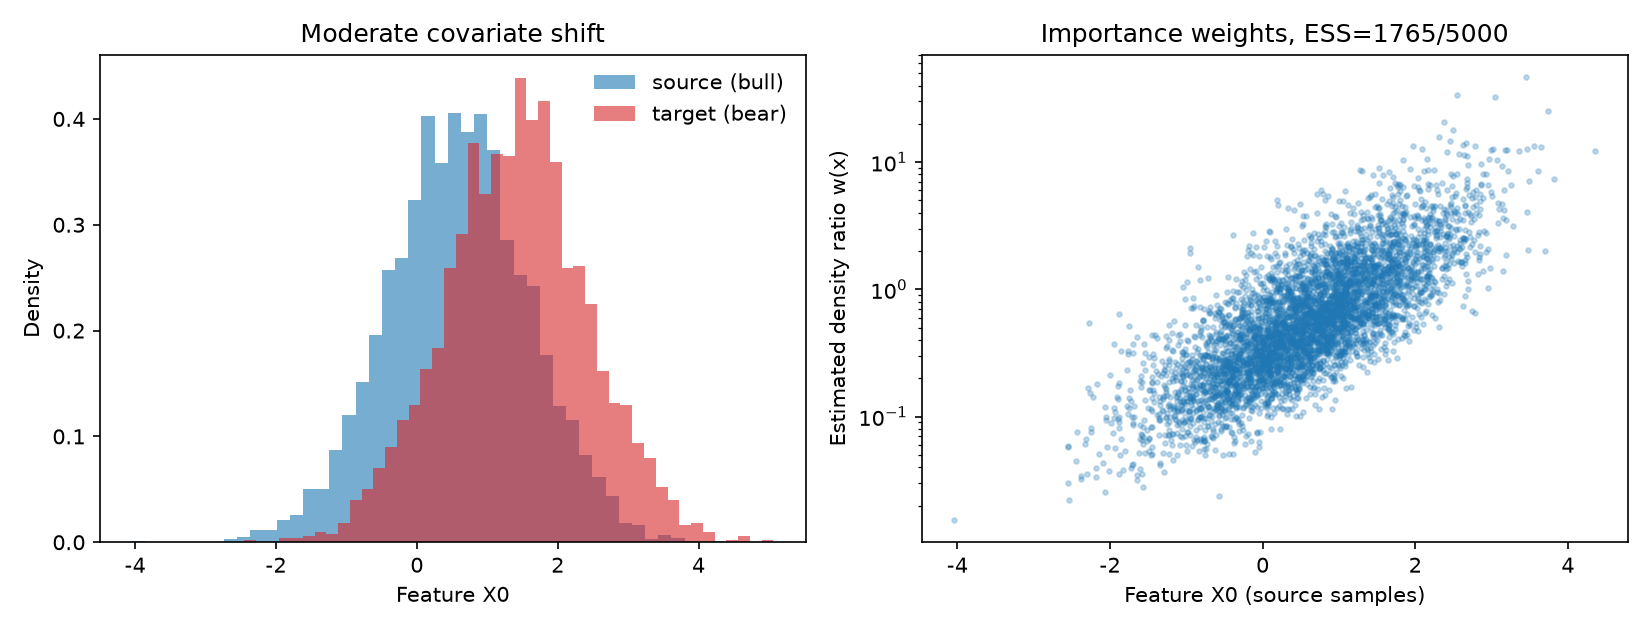 Moderate covariate shift
source (bull)
target (bear)
Density
0.4
0.3
0.2
0.1
0.0
-4 -2 0 2 4
Feature X0
Importance weights, ESS=1765/5000
Estimated density ratio w(x)
10¹
10⁰
10⁻¹
-4 -2 0 2 4
Feature X0 (source samples)